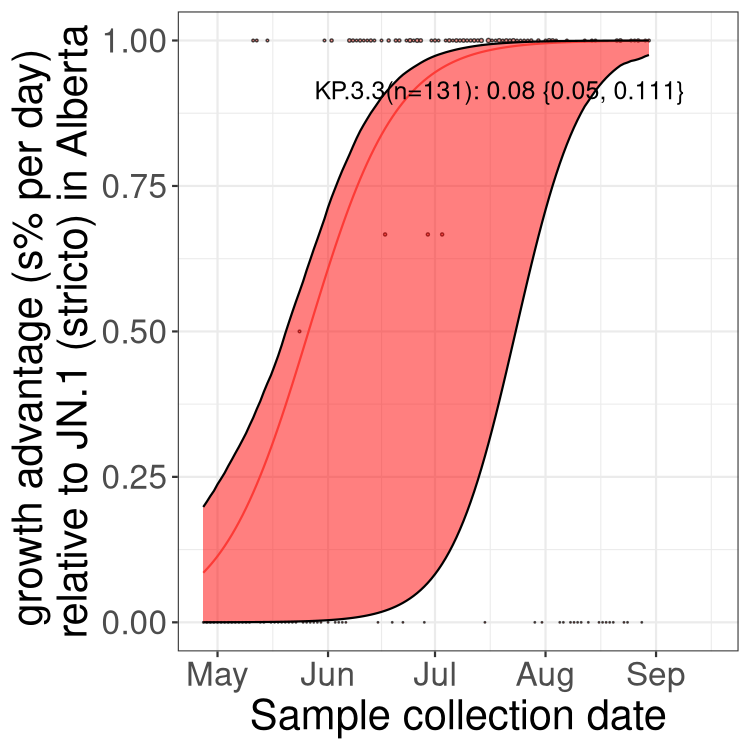 growth advantage (s% per day)
relative to JN.1 (stricto) in Alberta
1.00
0.75
0.50
0.25
0.00
KP.3.3(n=131): 0.08 {0.05, 0.111}
May Jun Jul Aug Sep
Sample collection date